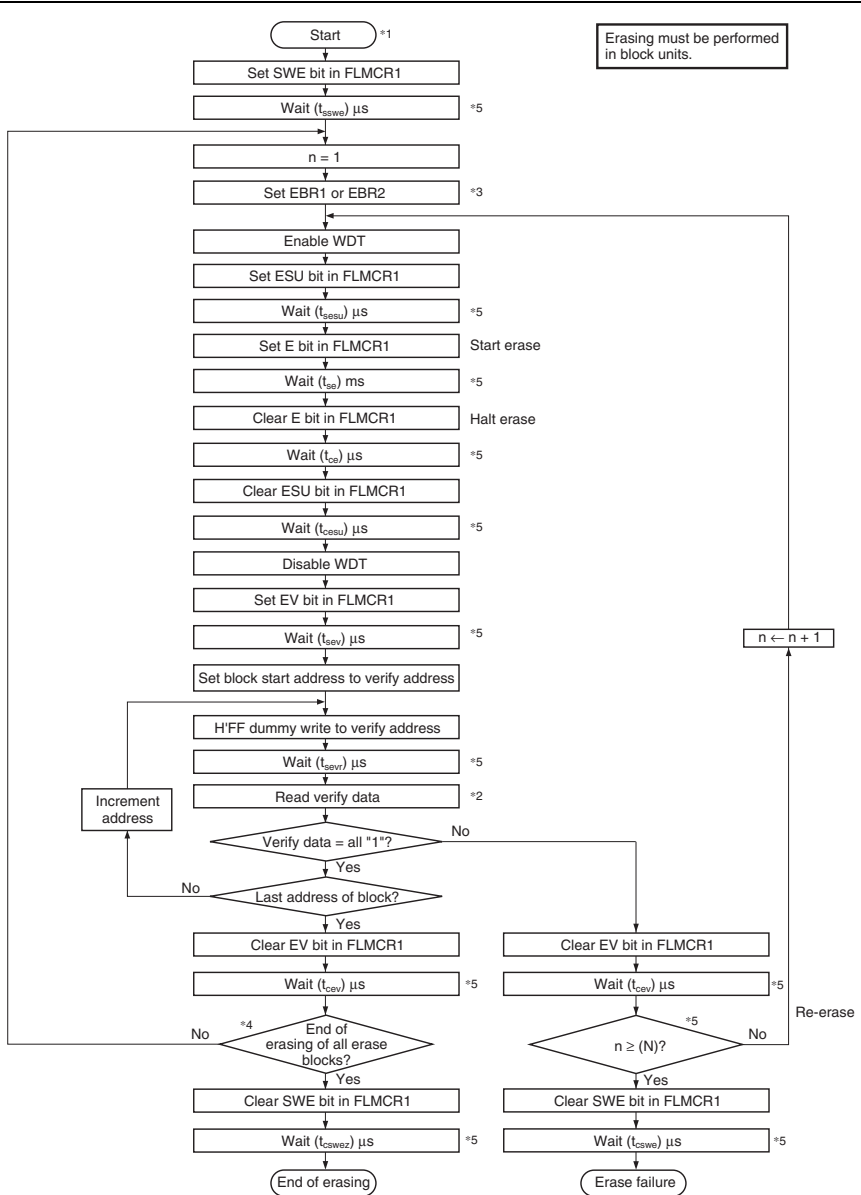 Start *1
Erasing must be performed
in block units.
Set SWE bit in FLMCR1
Wait (tsswe) μs *5
n = 1
Set EBR1 or EBR2 *3
Enable WDT
Set ESU bit in FLMCR1
Wait (tsesu) μs *5
Set E bit in FLMCR1 Start erase
Wait (tse) ms *5
Clear E bit in FLMCR1 Halt erase
Wait (tce) μs *5
Clear ESU bit in FLMCR1
Wait (tcesu) μs *5
Disable WDT
Set EV bit in FLMCR1
Wait (tsev) μs *5
n ← n + 1
Set block start address to verify address
H'FF dummy write to verify address
Wait (tsevr) μs *5
Increment
address
Read verify data *2
Verify data = all "1"? No
Yes
No Last address of block?
Yes
Clear EV bit in FLMCR1 Clear EV bit in FLMCR1
Wait (tcev) μs *5 Wait (tcev) μs *5
Re-erase
No *4 End of
erasing of all erase
blocks?
*5 n ≥ (N)? No
Yes Yes
Clear SWE bit in FLMCR1 Clear SWE bit in FLMCR1
Wait (tcswez) μs *5 Wait (tcswe) μs *5
End of erasing Erase failure